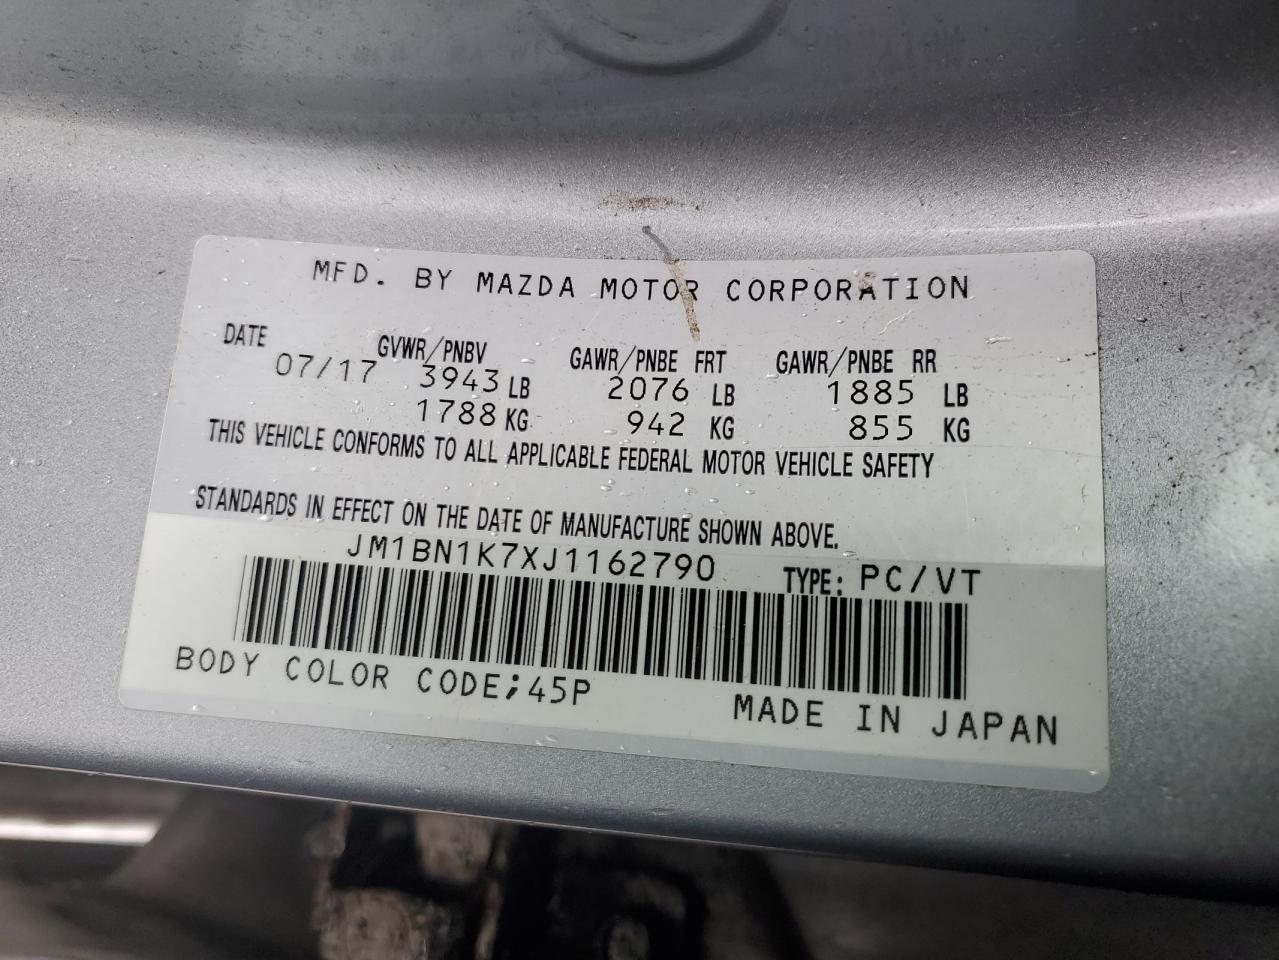 MFD. BY MAZDA MOTOR CORPORATION
DATE GVWR/PNBV GAWR/PNBE FRT GAWR/PNBE RR
07/17 3943 LB 2076 LB 1885 LB
1788 KG 942 KG 855 KG
THIS VEHICLE CONFORMS TO ALL APPLICABLE FEDERAL MOTOR VEHICLE SAFETY
STANDARDS IN EFFECT ON THE DATE OF MANUFACTURE SHOWN ABOVE.
JM1BN1K7XJ1162790 TYPE: PC/VT
BODY COLOR CODE;45P MADE IN JAPAN